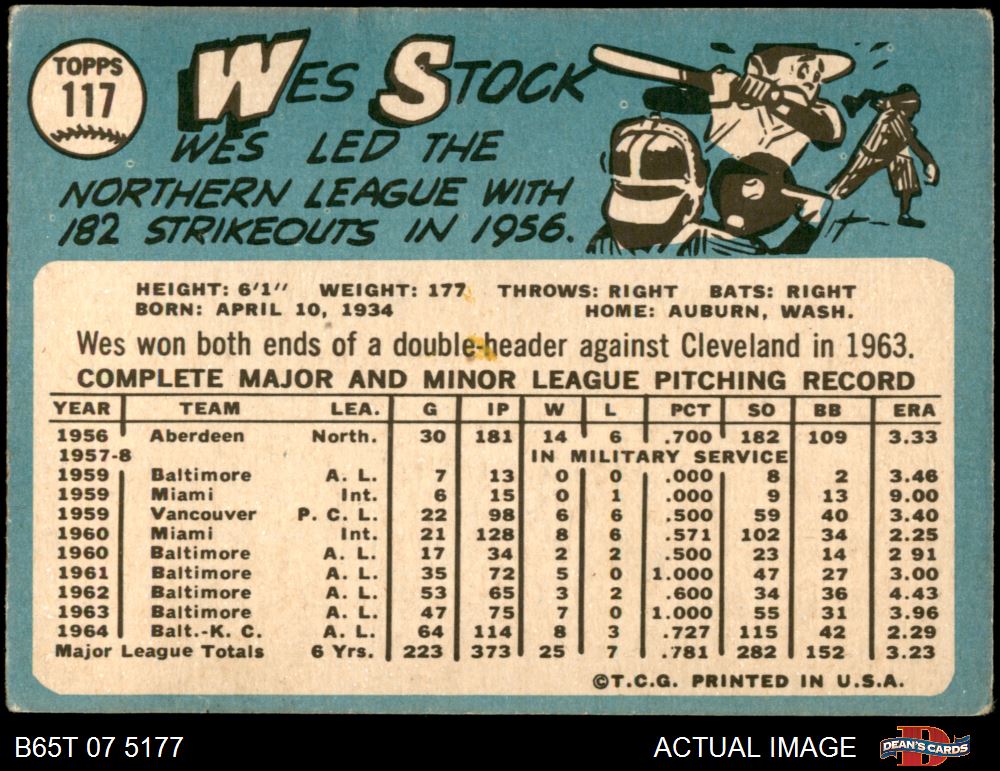 TOPPS
117
WES STOCK
WES LED THE
NORTHERN LEAGUE WITH
182 STRIKEOUTS IN 1956.
HEIGHT: 6'1" WEIGHT: 177 THROWS: RIGHT BATS: RIGHT
BORN: APRIL 10, 1934 HOME: AUBURN, WASH.
Wes won both ends of a double-header against Cleveland in 1963.
COMPLETE MAJOR AND MINOR LEAGUE PITCHING RECORD
YEAR TEAM LEA. G IP W L PCT SO BB ERA
1956 Aberdeen North. 30 181 14 6 .700 182 109 3.33
1957-8 IN MILITARY SERVICE
1959 Baltimore A. L. 7 13 0 0 .000 8 2 3.46
1959 Miami Int. 6 15 0 1 .000 9 13 9.00
1959 Vancouver P. C. L. 22 98 6 6 .500 59 40 3.40
1960 Miami Int. 21 128 8 6 .571 102 34 2.25
1960 Baltimore A. L. 17 34 2 2 .500 23 14 2 91
1961 Baltimore A. L. 35 72 5 0 1.000 47 27 3.00
1962 Baltimore A. L. 53 65 3 2 .600 34 36 4.43
1963 Baltimore A. L. 47 75 7 0 1.000 55 31 3.96
1964 Balt.-K. C. A. L. 64 114 8 3 .727 115 42 2.29
Major League Totals 6 Yrs. 223 373 25 7 .781 282 152 3.23
©T.C.G. PRINTED IN U.S.A.
B65T 07 5177 ACTUAL IMAGE DEAN'S CARDS